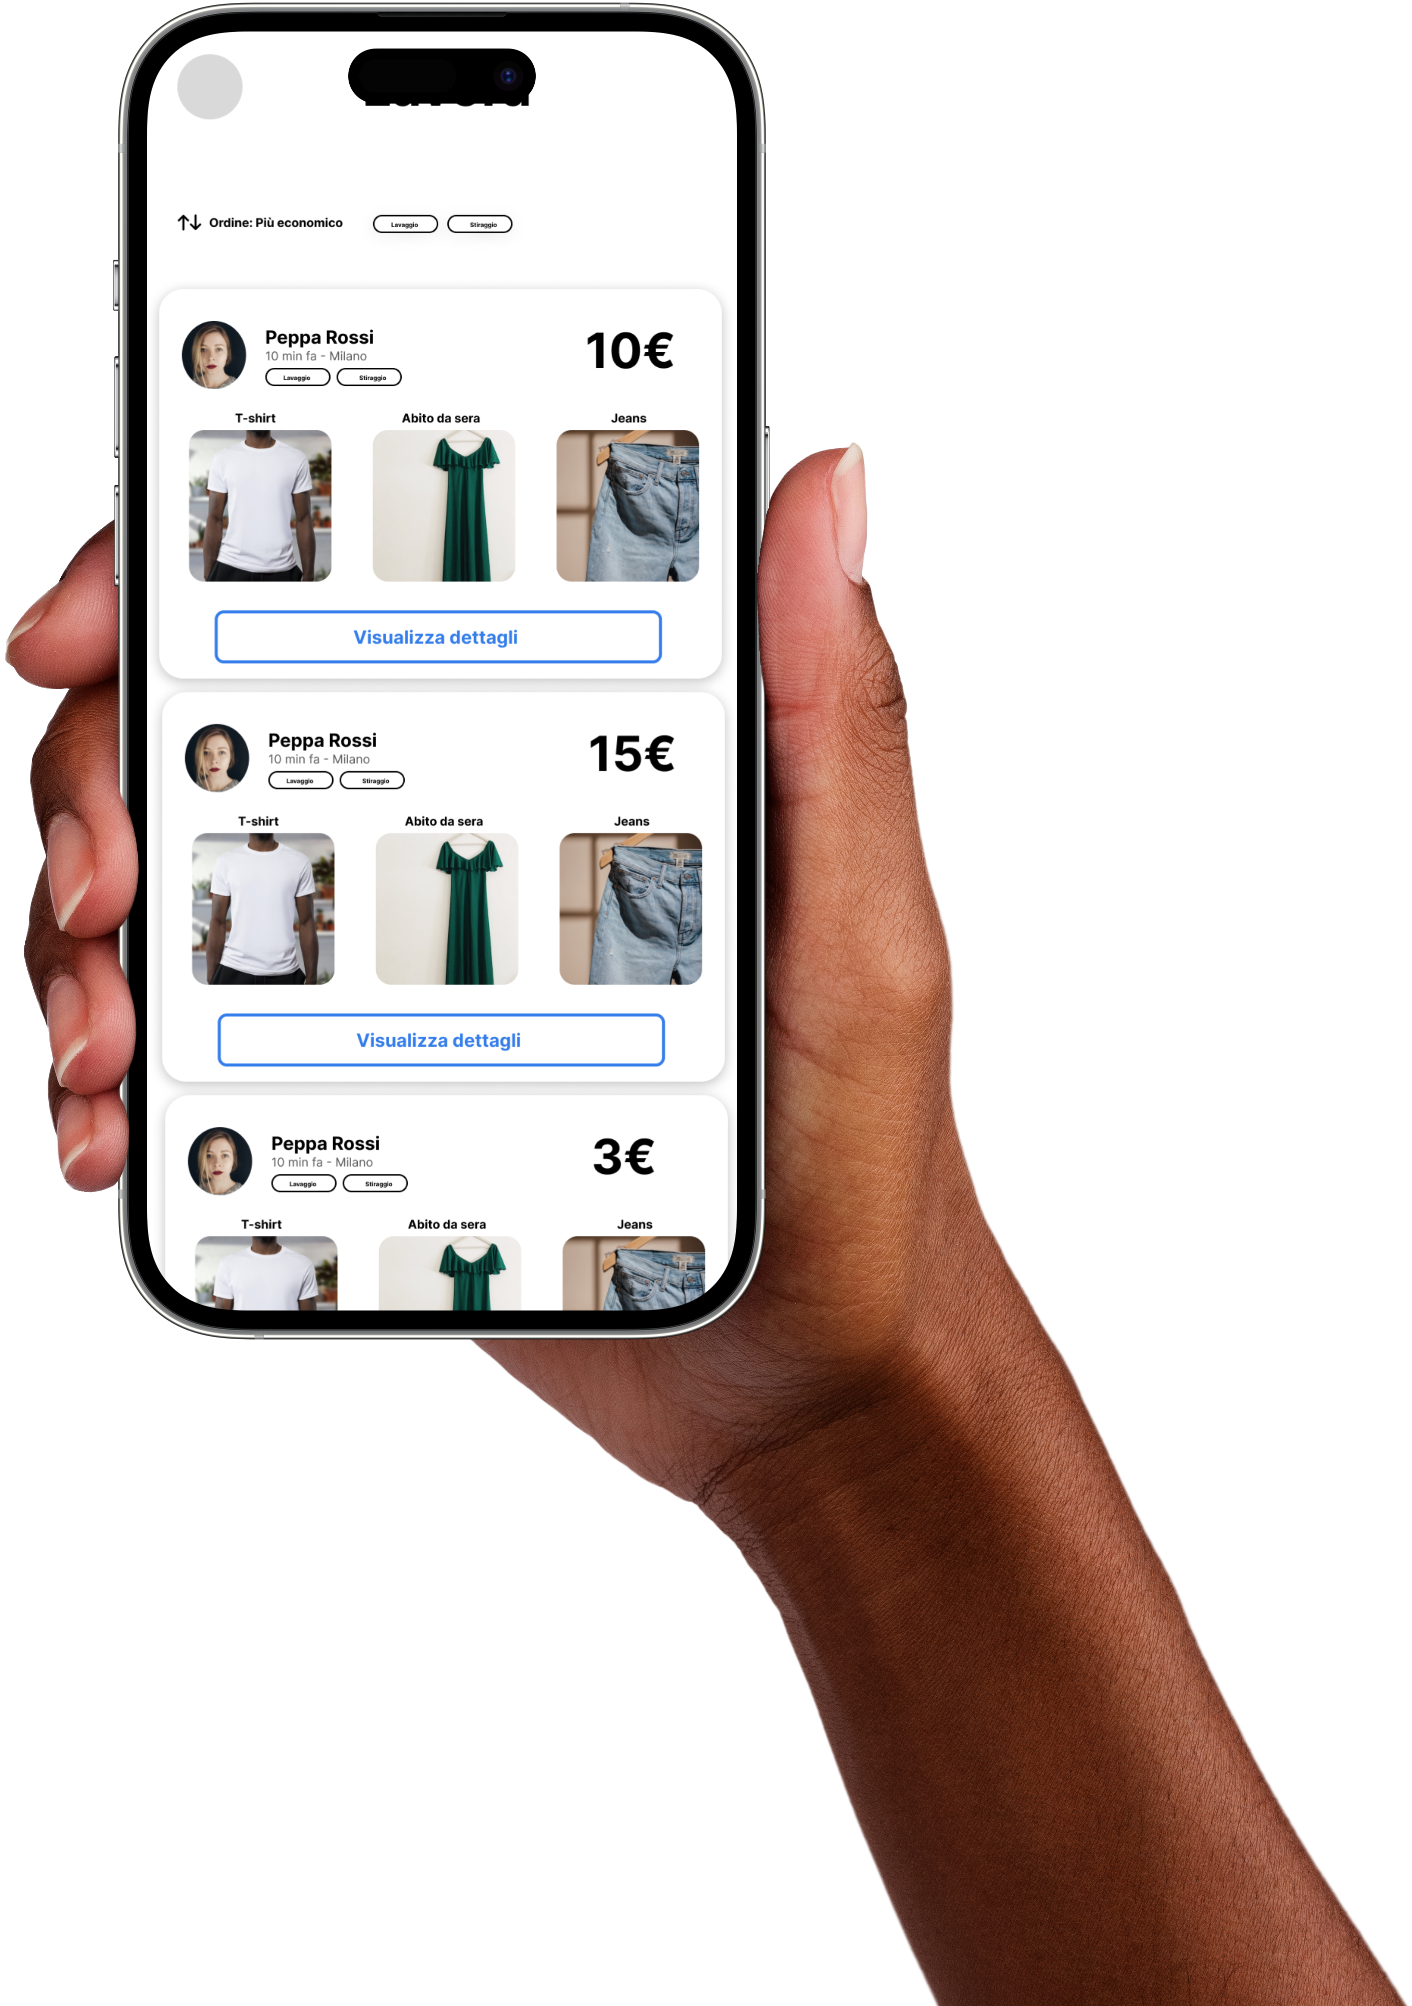 Ordine: Più economico
Lavaggio
Stiraggio
Peppa Rossi
10€
10 min fa - Milano
Lavaggio
Stiraggio
T-shirt
Abito da sera
Jeans
Visualizza dettagli
Peppa Rossi
15€
10 min fa - Milano
Lavaggio
Stiraggio
T-shirt
Abito da sera
Jeans
Visualizza dettagli
Peppa Rossi
3€
10 min fa - Milano
Lavaggio
Stiraggio
T-shirt
Abito da sera
Jeans